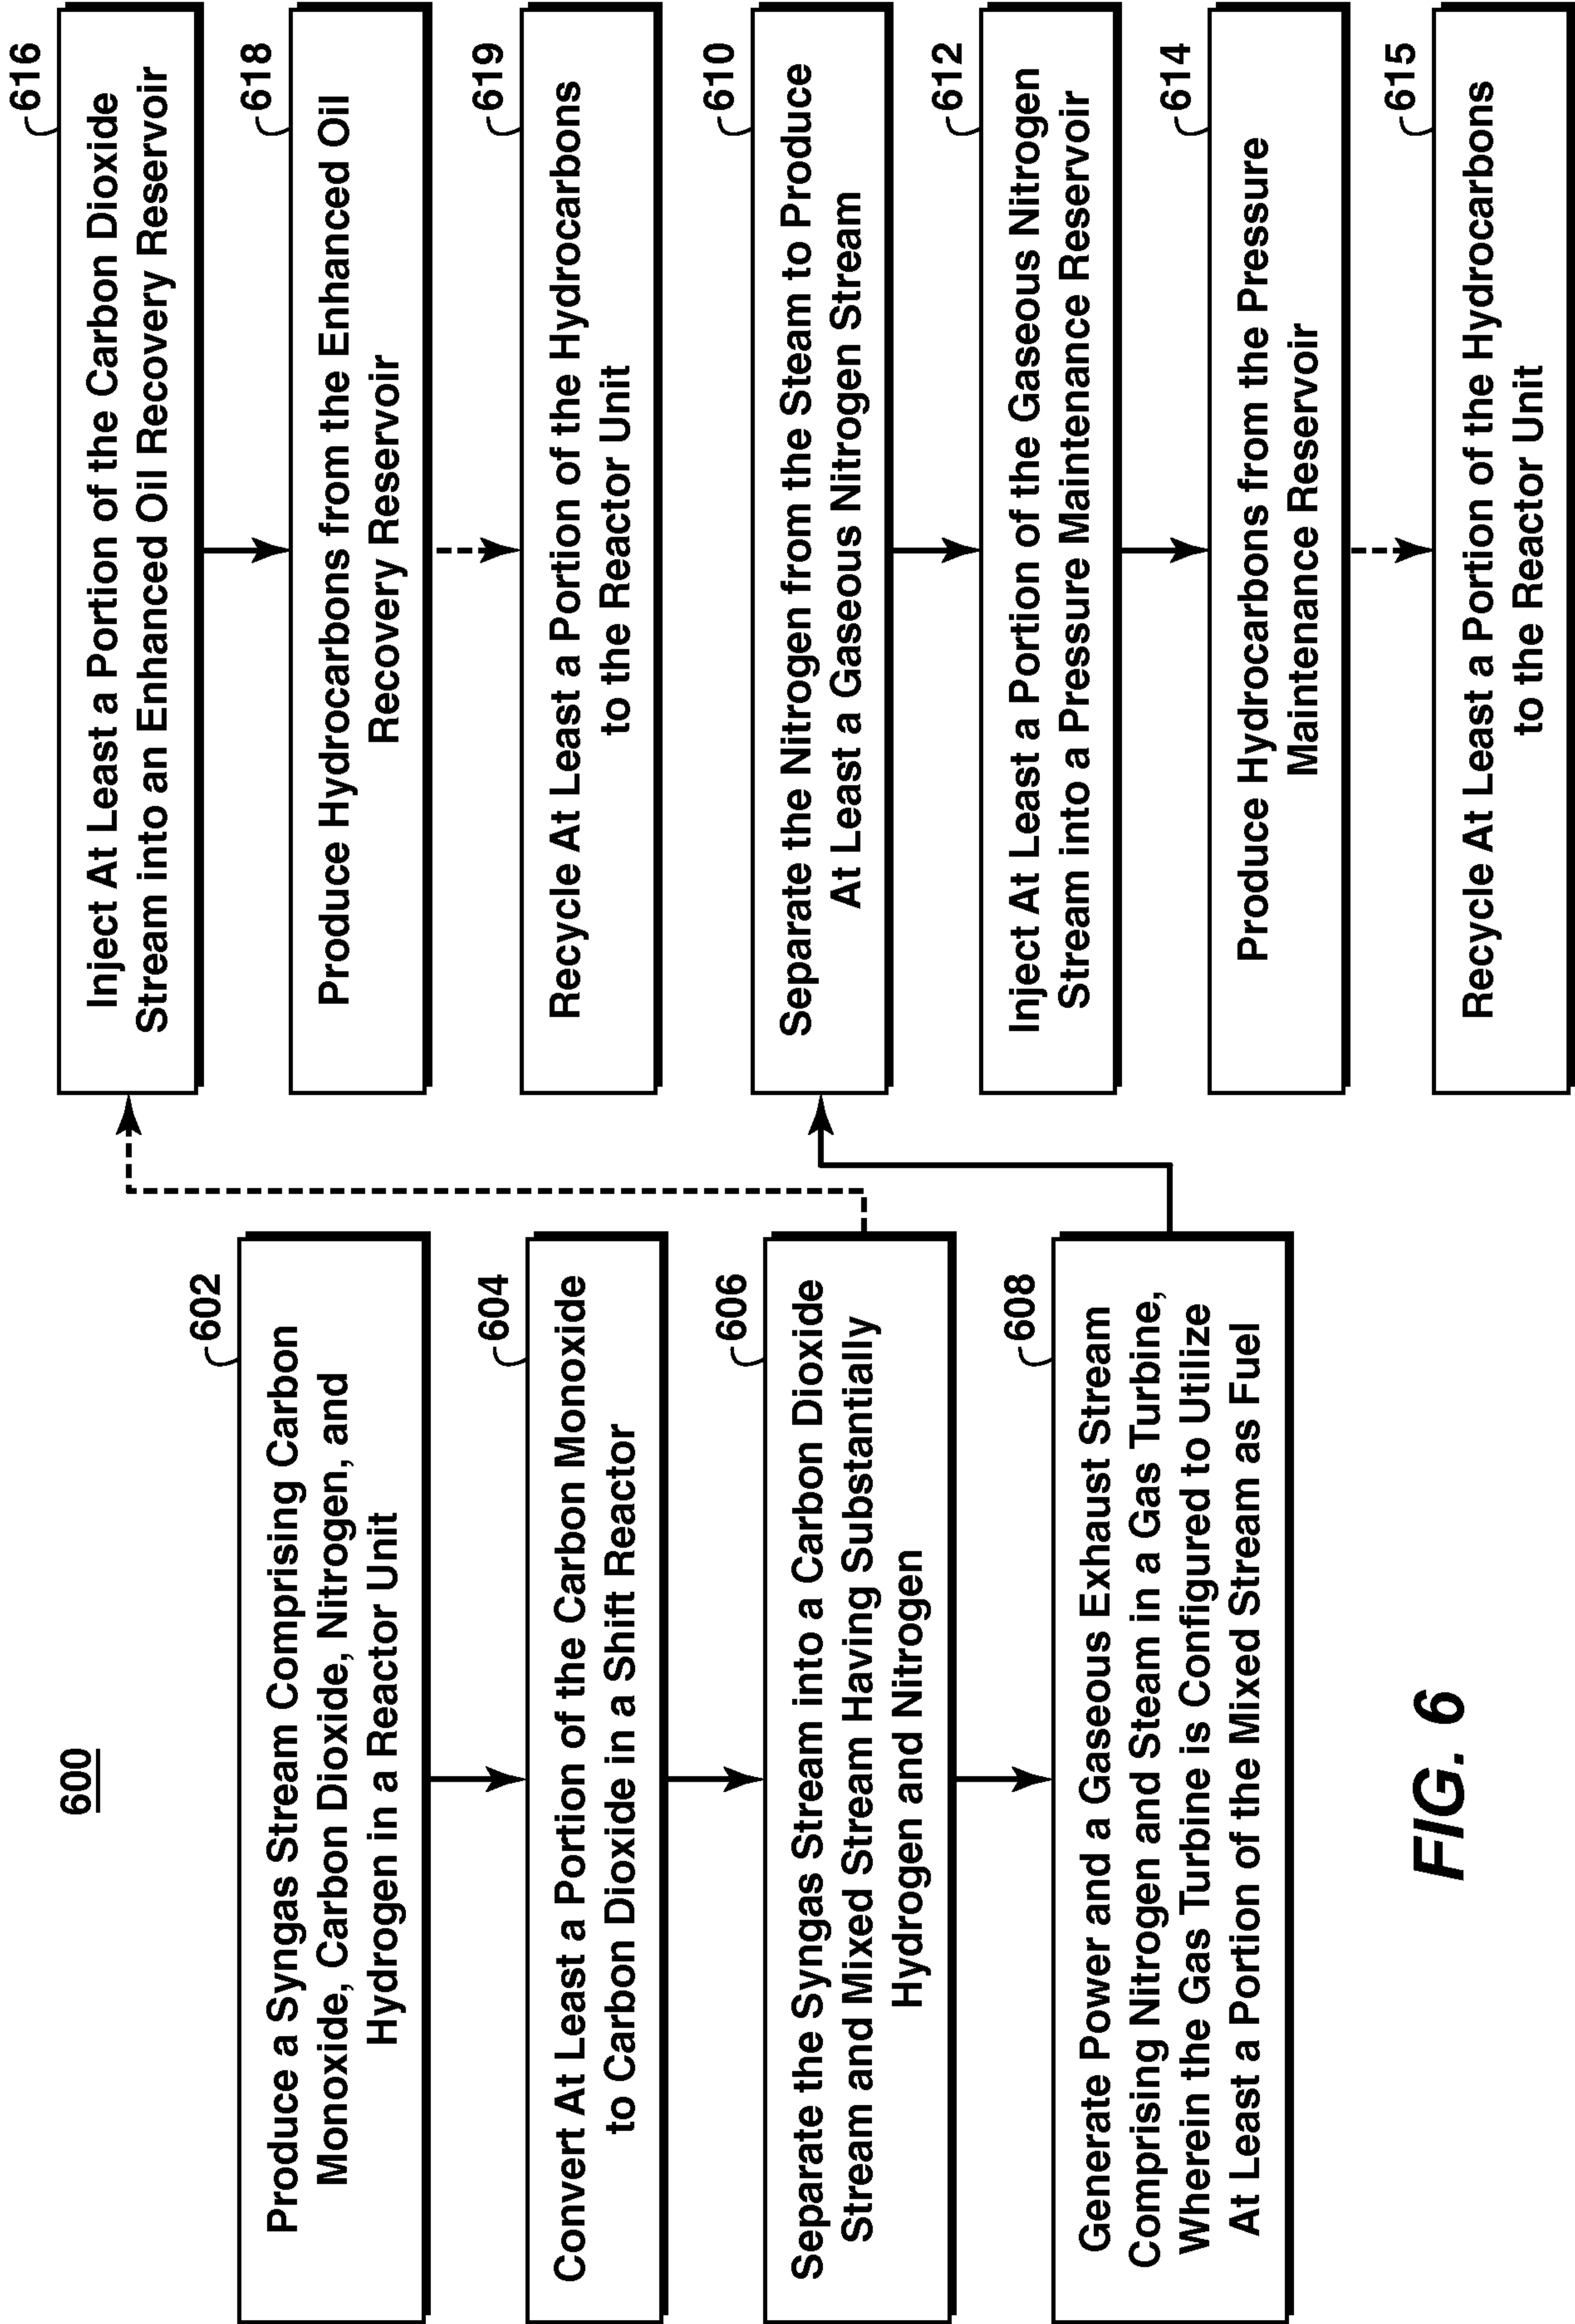 600
602
Produce a Syngas Stream Comprising Carbon
Monoxide, Carbon Dioxide, Nitrogen, and
Hydrogen in a Reactor Unit
604
Convert At Least a Portion of the Carbon Monoxide
to Carbon Dioxide in a Shift Reactor
606
Separate the Syngas Stream into a Carbon Dioxide
Stream and Mixed Stream Having Substantially
Hydrogen and Nitrogen
608
Generate Power and a Gaseous Exhaust Stream
Comprising Nitrogen and Steam in a Gas Turbine,
Wherein the Gas Turbine is Configured to Utilize
At Least a Portion of the Mixed Stream as Fuel
616
Inject At Least a Portion of the Carbon Dioxide
Stream into an Enhanced Oil Recovery Reservoir
618
Produce Hydrocarbons from the Enhanced Oil
Recovery Reservoir
619
Recycle At Least a Portion of the Hydrocarbons
to the Reactor Unit
610
Separate the Nitrogen from the Steam to Produce
At Least a Gaseous Nitrogen Stream
612
Inject At Least a Portion of the Gaseous Nitrogen
Stream into a Pressure Maintenance Reservoir
614
Produce Hydrocarbons from the Pressure
Maintenance Reservoir
615
Recycle At Least a Portion of the Hydrocarbons
to the Reactor Unit
FIG. 6